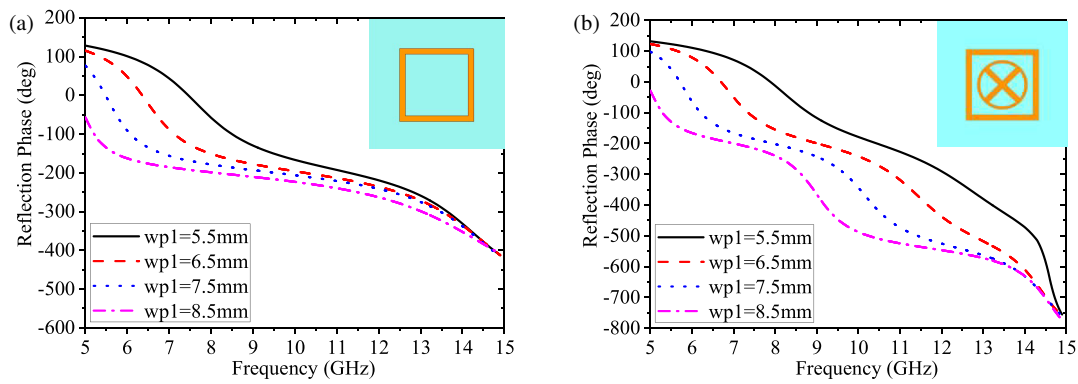 (a)
Reflection Phase (deg)
200
100
0
-100
-200
-300
-400
-500
-600
wp1=5.5mm
wp1=6.5mm
wp1=7.5mm
wp1=8.5mm
5 6 7 8 9 10 11 12 13 14 15
Frequency (GHz)
(b)
Reflection Phase (deg)
200
100
0
-100
-200
-300
-400
-500
-600
-700
-800
wp1=5.5mm
wp1=6.5mm
wp1=7.5mm
wp1=8.5mm
5 6 7 8 9 10 11 12 13 14 15
Frequency (GHz)